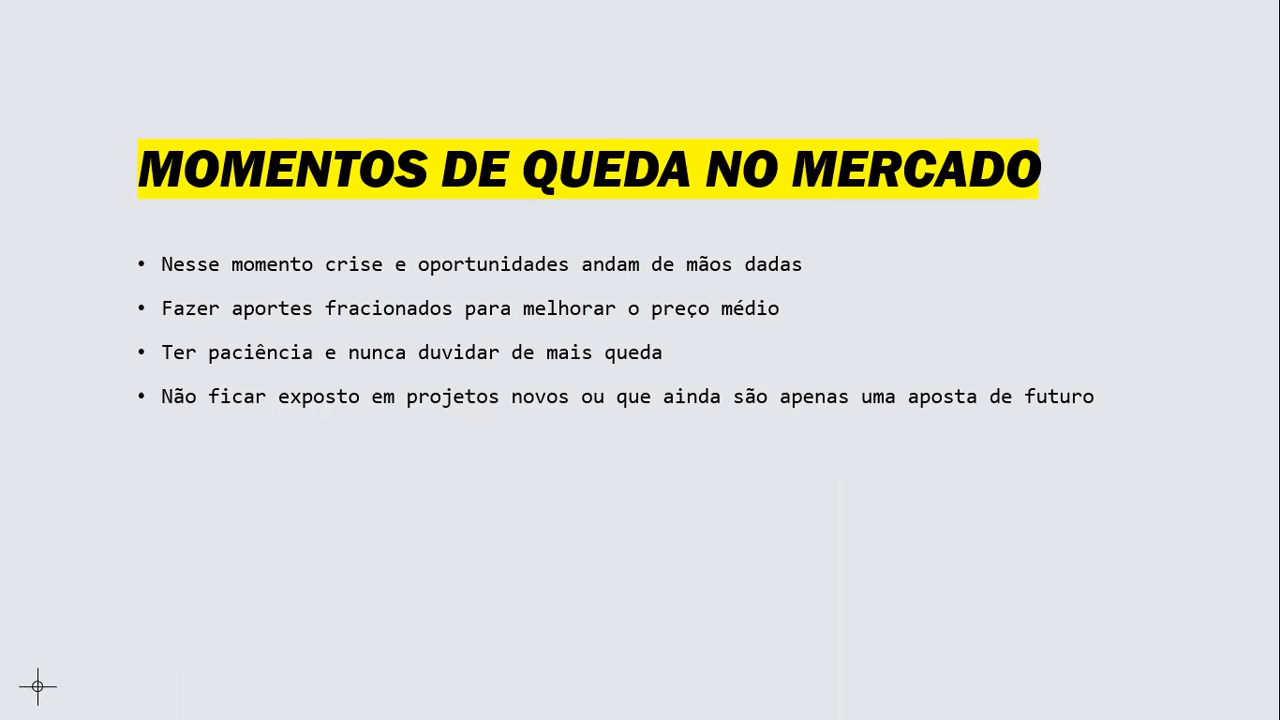 MOMENTOS DE QUEDA NO MERCADO
• Nesse momento crise e oportunidades andam de mãos dadas
• Fazer aportes fracionados para melhorar o preço médio
• Ter paciência e nunca duvidar de mais queda
• Não ficar exposto em projetos novos ou que ainda são apenas uma aposta de futuro